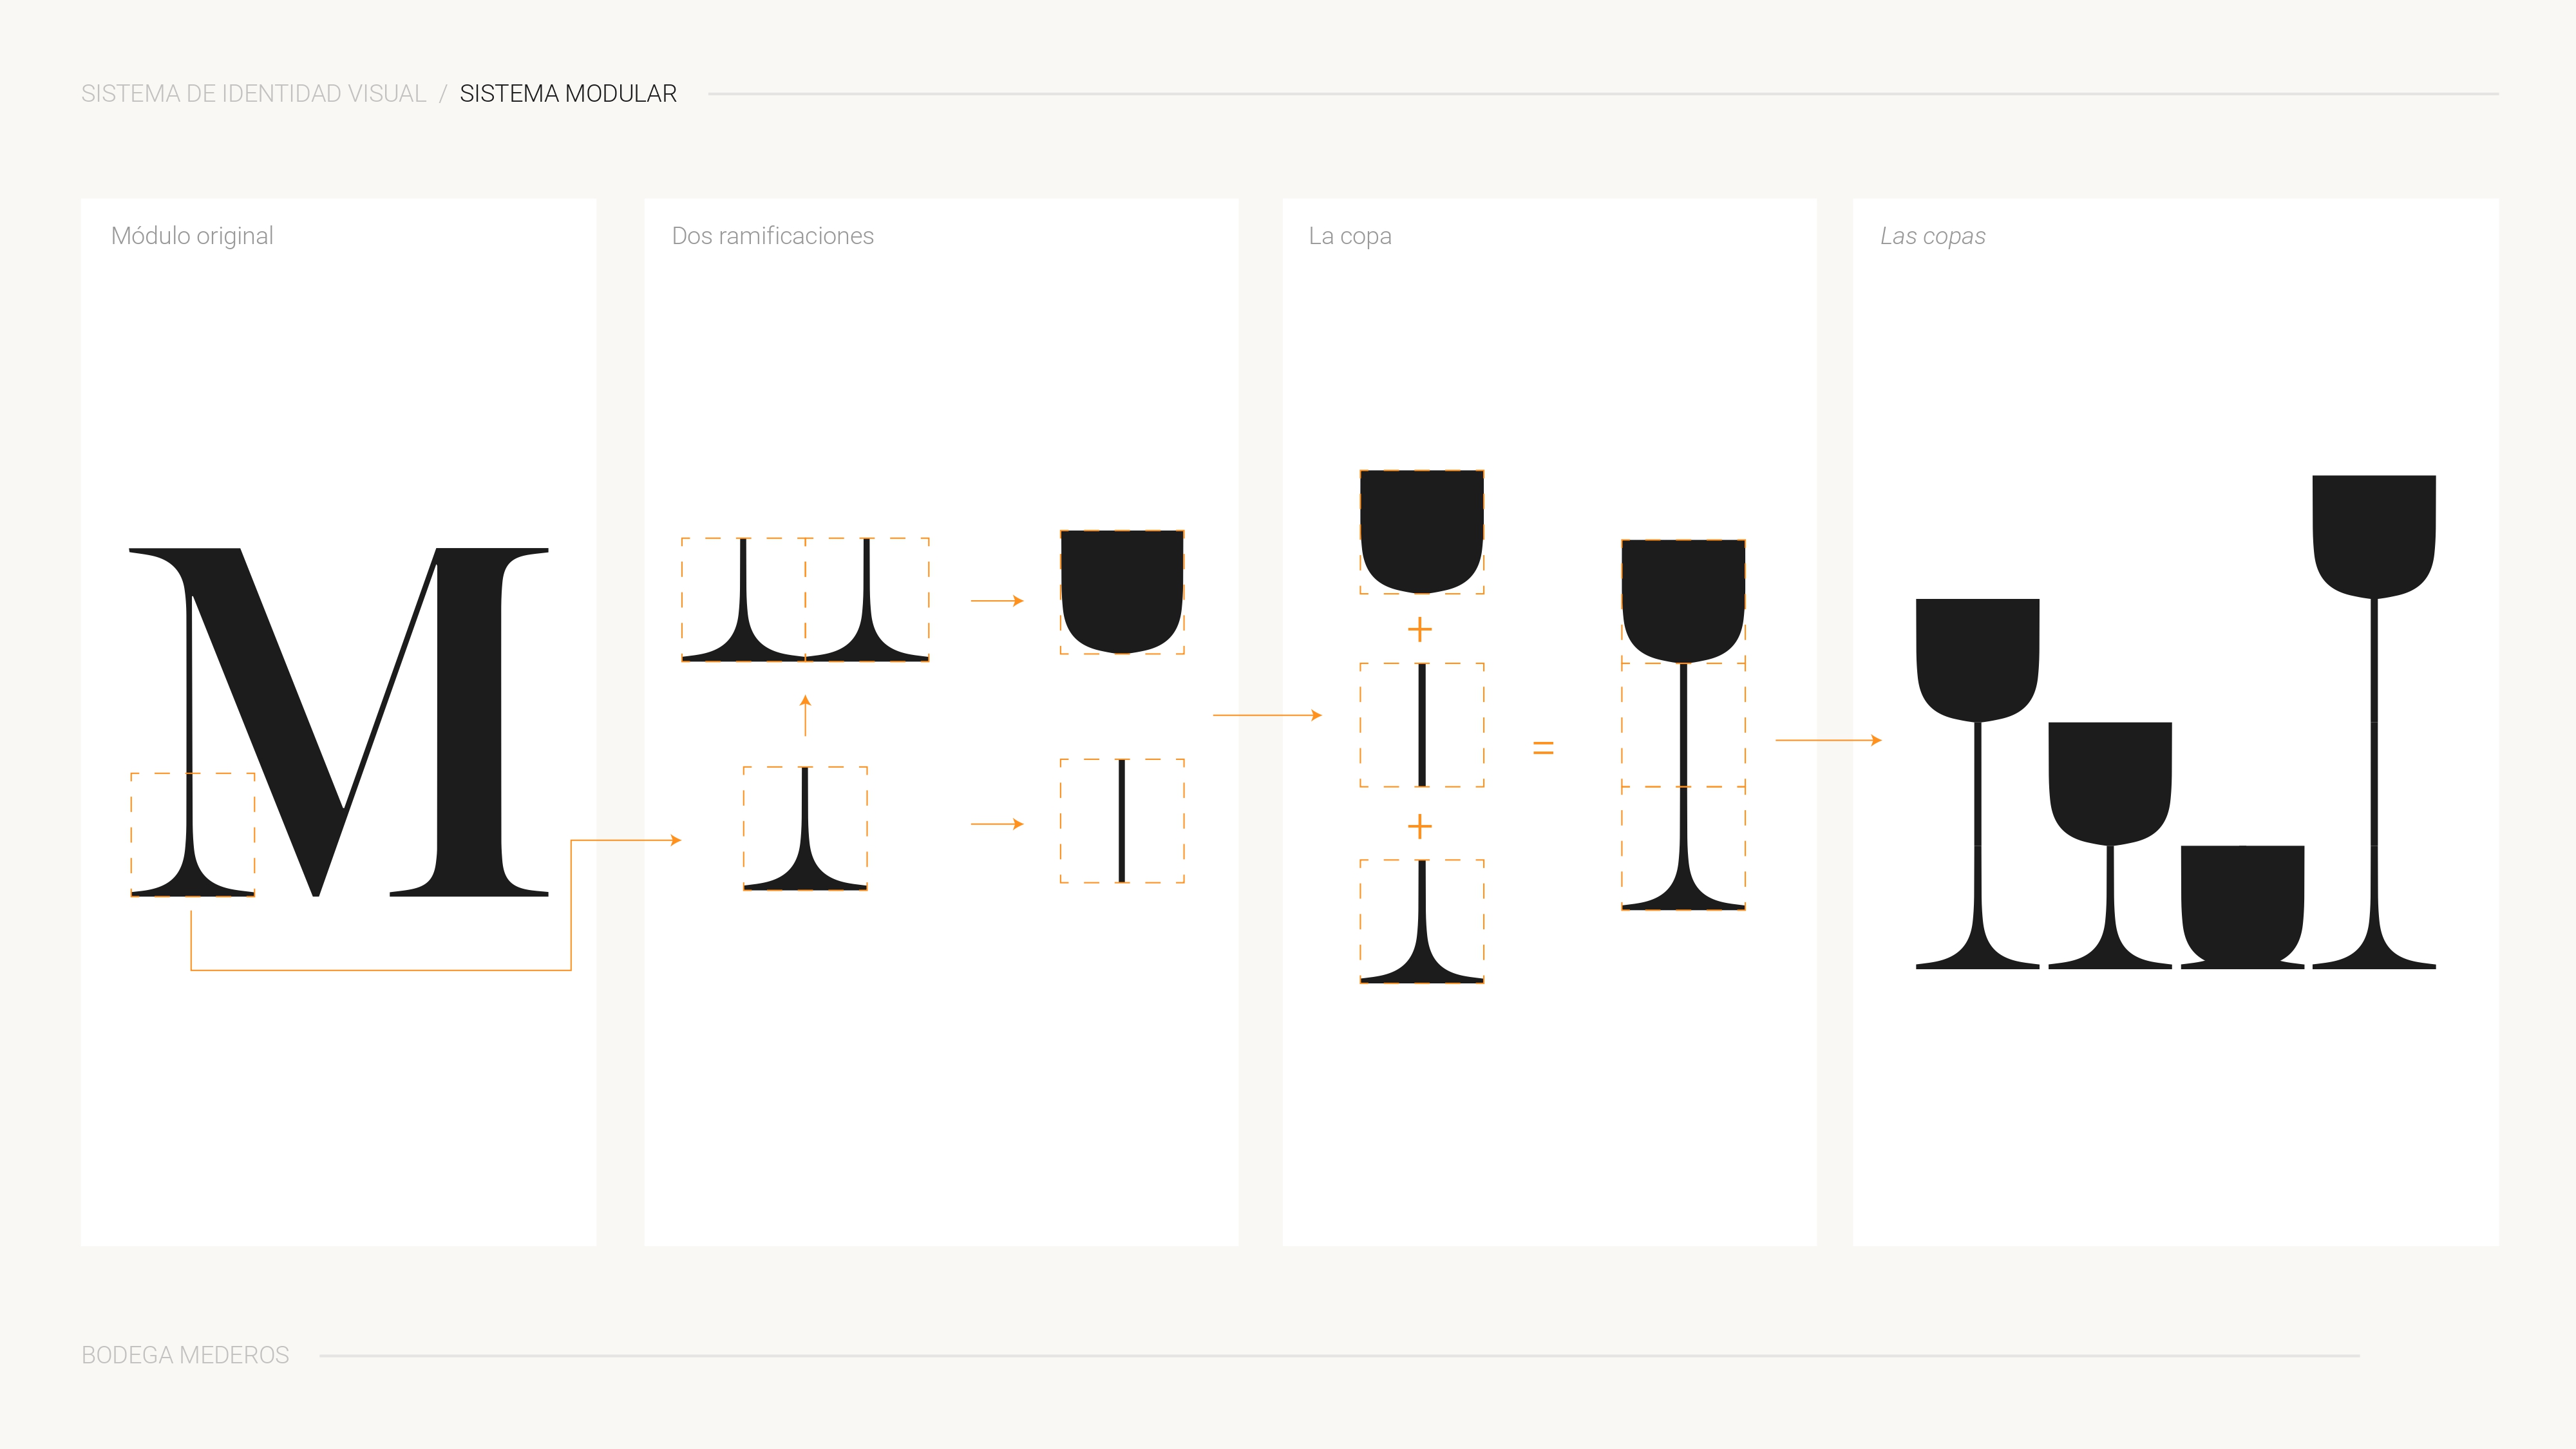 SISTEMA DE IDENTIDAD VISUAL / SISTEMA MODULAR
Módulo original
Dos ramificaciones
La copa
Las copas
M
+
=
+
BODEGA MEDEROS